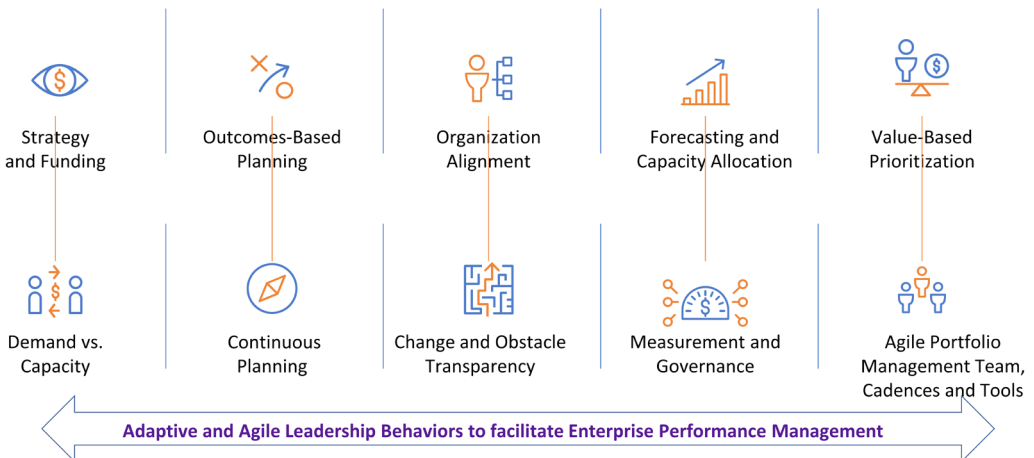 Strategy
and Funding
Outcomes-Based
Planning
Organization
Alignment
Forecasting and
Capacity Allocation
Value-Based
Prioritization
Demand vs.
Capacity
Continuous
Planning
Change and Obstacle
Transparency
Measurement and
Governance
Agile Portfolio
Management Team,
Cadences and Tools
Adaptive and Agile Leadership Behaviors to facilitate Enterprise Performance Management